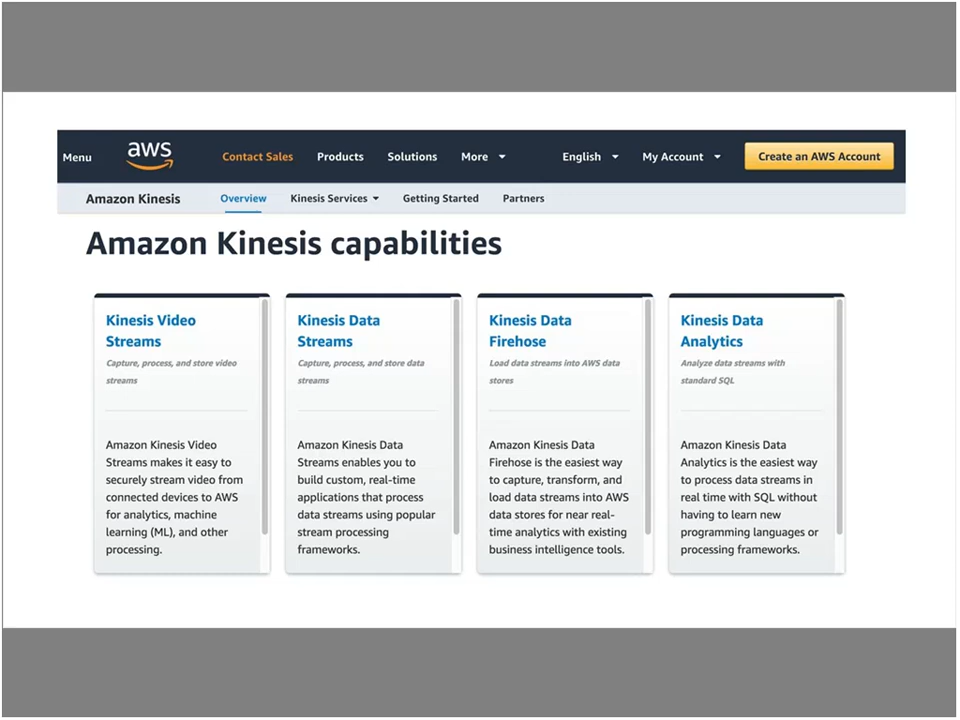 Menu
aws
Contact Sales
Products
Solutions
More
English
My Account
Create an AWS Account
Amazon Kinesis
Overview
Kinesis Services
Getting Started
Partners
Amazon Kinesis capabilities
Kinesis Video
Streams
Capture, process, and store video
streams
Amazon Kinesis Video
Streams makes it easy to
securely stream video from
connected devices to AWS
for analytics, machine
learning (ML), and other
processing.
Kinesis Data
Streams
Capture, process, and store data
streams
Amazon Kinesis Data
Streams enables you to
build custom, real-time
applications that process
data streams using popular
stream processing
frameworks.
Kinesis Data
Firehose
Load data streams into AWS data
stores
Amazon Kinesis Data
Firehose is the easiest way
to capture, transform, and
load data streams into AWS
data stores for near real-
time analytics with existing
business intelligence tools.
Kinesis Data
Analytics
Analyze data streams with
standard SQL
Amazon Kinesis Data
Analytics is the easiest way
to process data streams in
real time with SQL without
having to learn new
programming languages or
processing frameworks.